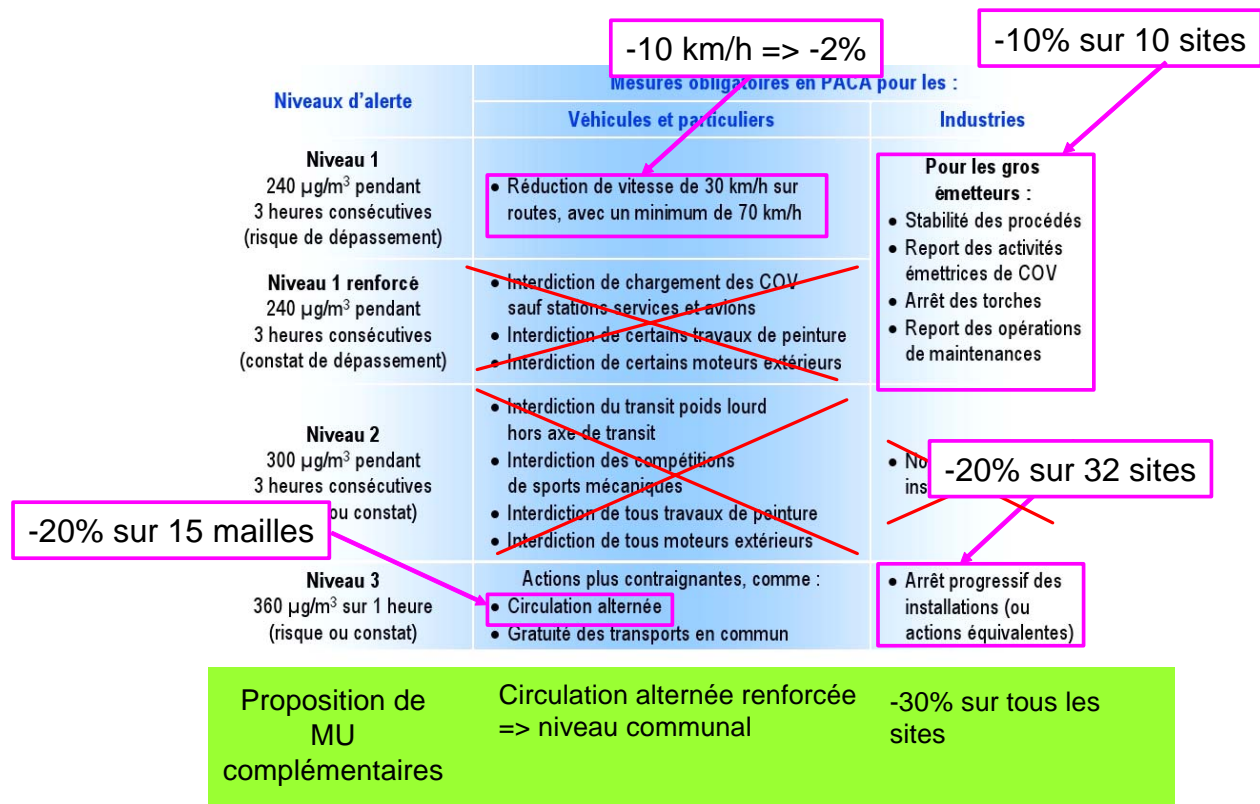 -10 km/h => -2%
-10% sur 10 sites
Niveaux d'alerte
Mesures obligatoires en PACA pour les :
Véhicules et particuliers
Industries
Niveau 1
240 µg/m³ pendant
3 heures consécutives
(risque de dépassement)
• Réduction de vitesse de 30 km/h sur
routes, avec un minimum de 70 km/h
Pour les gros
émetteurs :
• Stabilité des procédés
• Report des activités
émettrices de COV
• Arrêt des torches
• Report des opérations
de maintenances
Niveau 1 renforcé
240 µg/m³ pendant
3 heures consécutives
(constat de dépassement)
• Interdiction de chargement des COV
sauf stations services et avions
• Interdiction de certains travaux de peinture
• Interdiction de certains moteurs extérieurs
Niveau 2
300 µg/m³ pendant
3 heures consécutives
ou constat)
• Interdiction du transit poids lourd
hors axe de transit
• Interdiction des compétitions
de sports mécaniques
• Interdiction de tous travaux de peinture
• Interdiction de tous moteurs extérieurs
-20% sur 32 sites
-20% sur 15 mailles
Niveau 3
360 µg/m³ sur 1 heure
(risque ou constat)
Actions plus contraignantes, comme :
• Circulation alternée
• Gratuité des transports en commun
• Arrêt progressif des
installations (ou
actions équivalentes)
Proposition de
MU
complémentaires
Circulation alternée renforcée
=> niveau communal
-30% sur tous les
sites